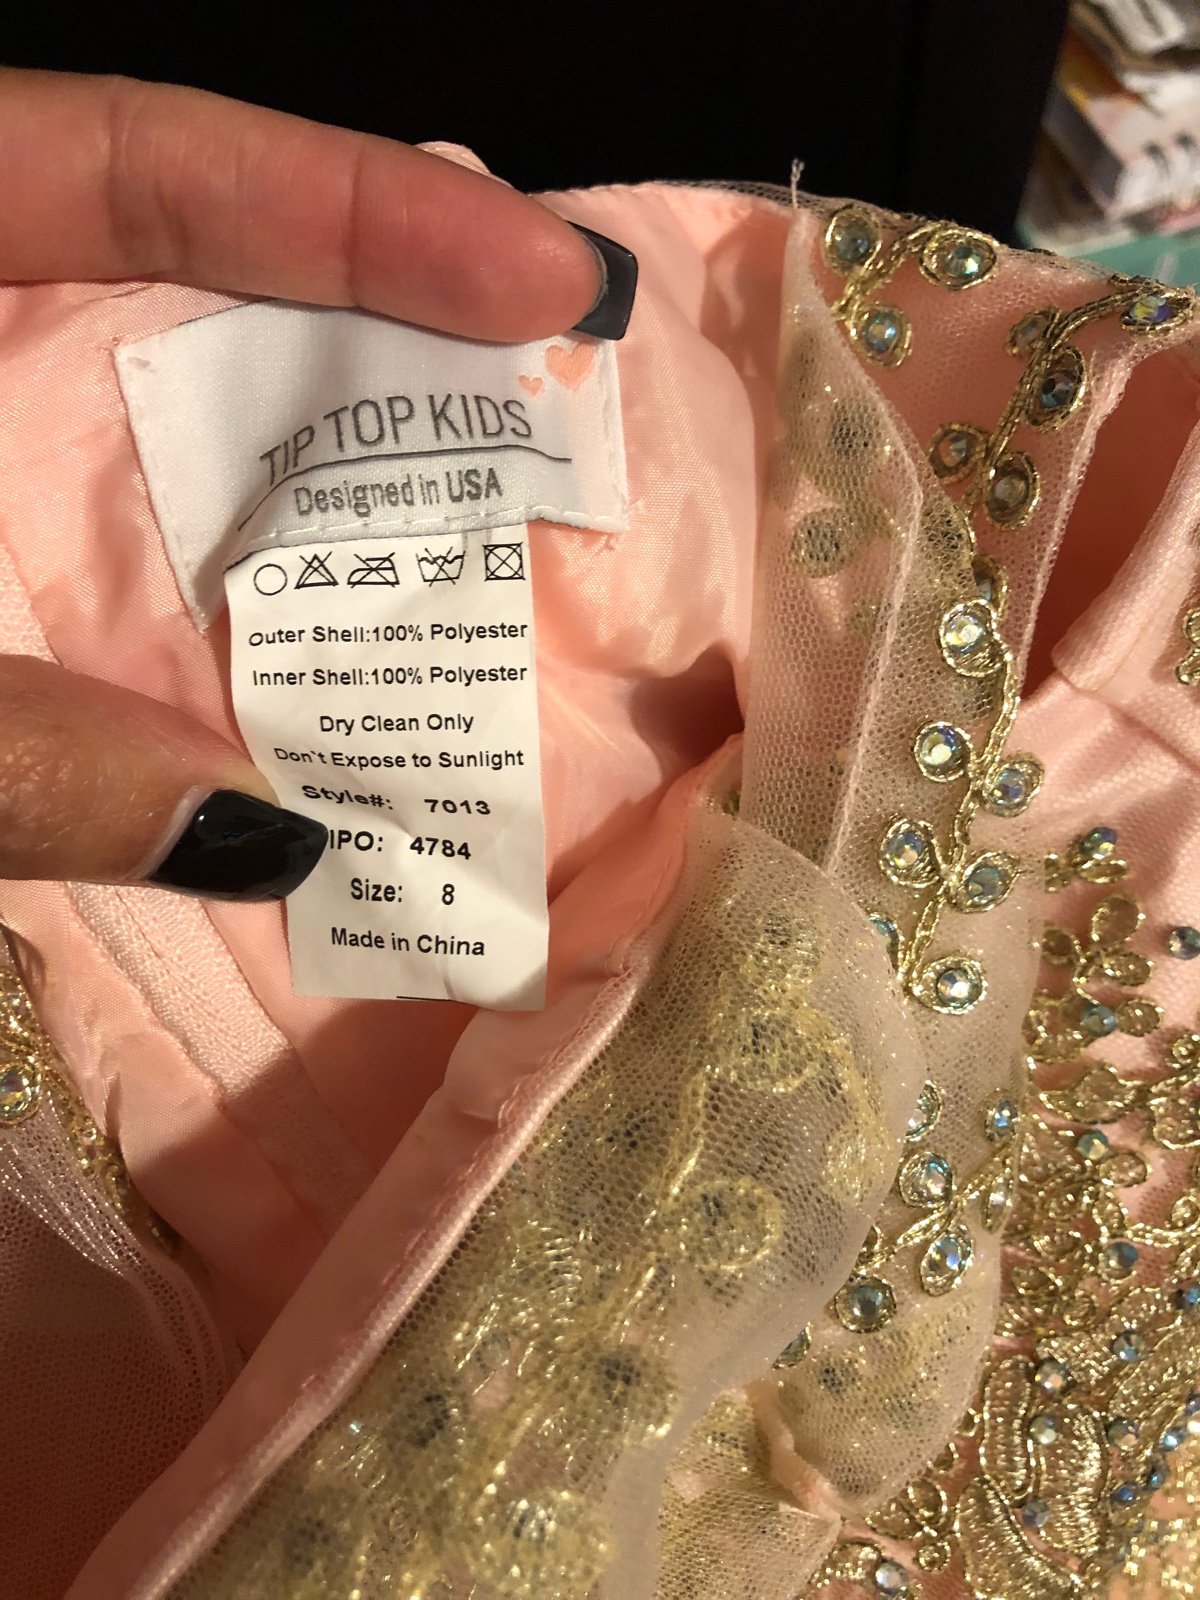 TIP TOP KIDS
Designed in USA
Outer Shell:100% Polyester
Inner Shell:100% Polyester
Dry Clean Only
Don't Expose to Sunlight
Style#: 7013
IPO: 4784
Size: 8
Made in China